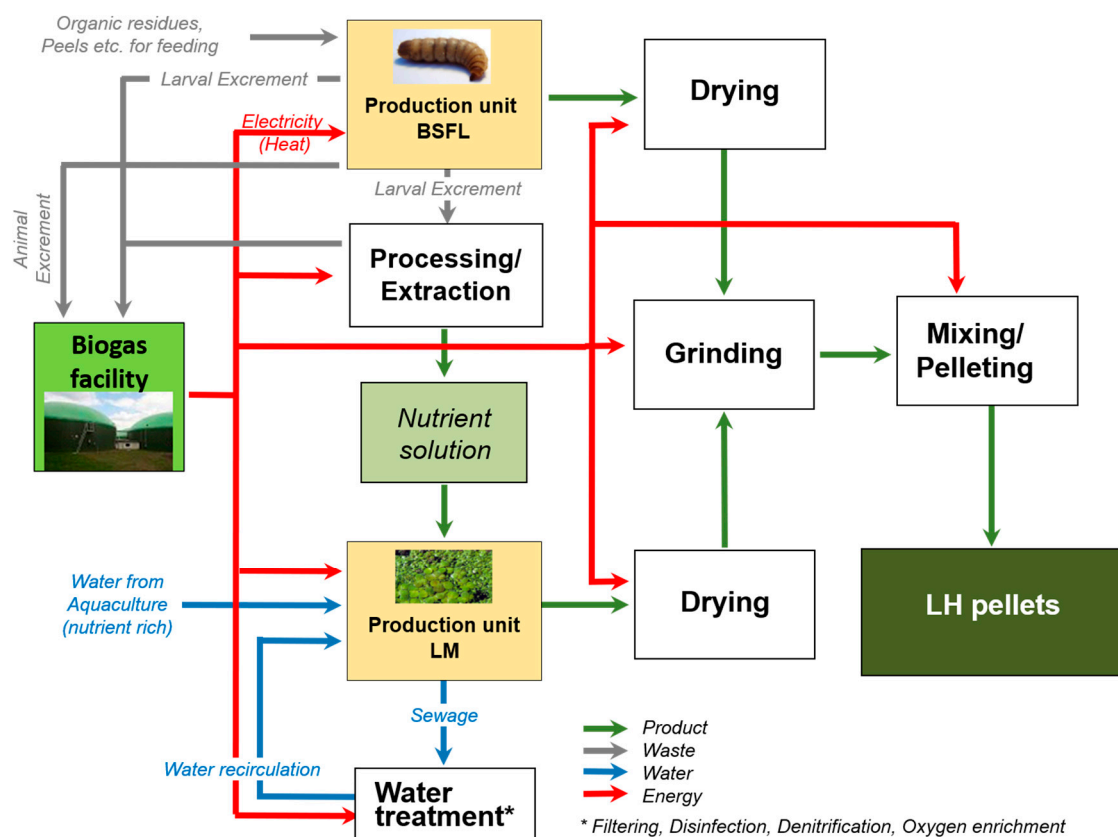 Organic residues,
Peels etc. for feeding
Larval Excrement
Production unit
BSFL
Drying
Electricity
(Heat)
Animal
Excrement
Larval Excrement
Processing/
Extraction
Biogas
facility
Grinding
Mixing/
Pelleting
Nutrient
solution
Water from
Aquaculture
(nutrient rich)
Production unit
LM
Drying
LH pellets
Sewage
Water recirculation
Water
treatment*
Product
Waste
Water
Energy
* Filtering, Disinfection, Denitrification, Oxygen enrichment